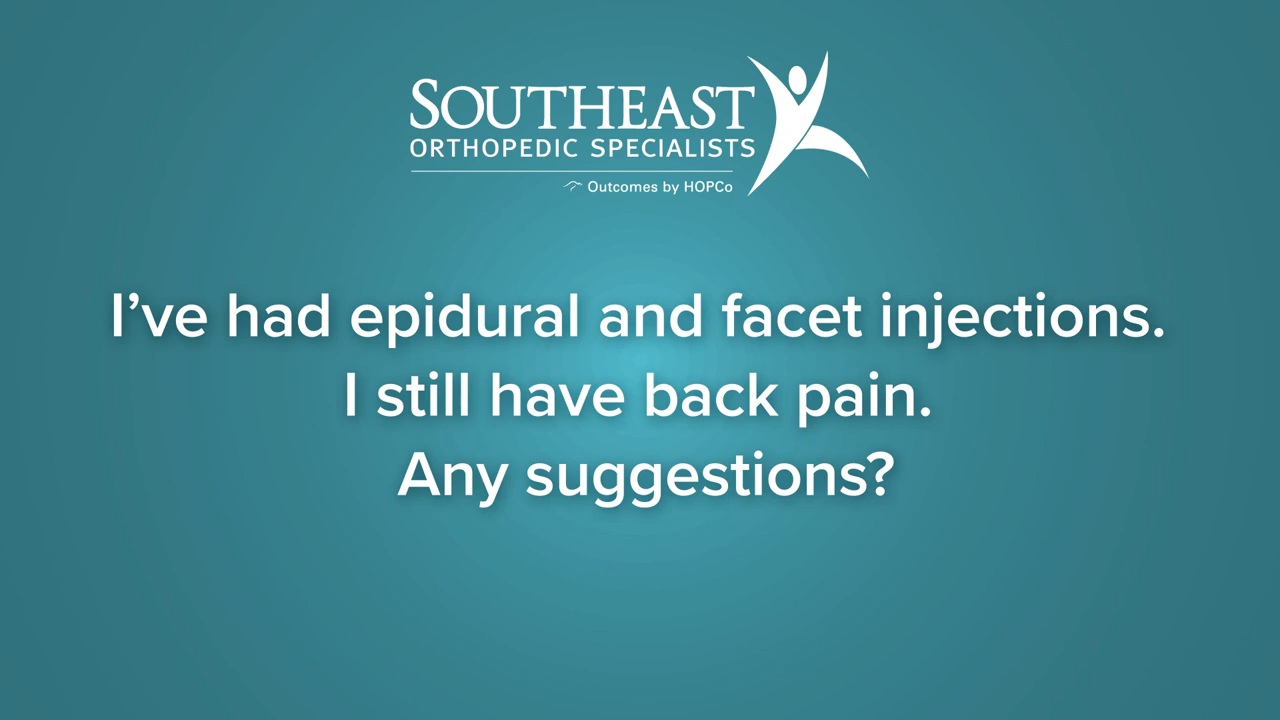 SOUTHEAST
ORTHOPEDIC SPECIALISTS
Outcomes by HOPCo
I’ve had epidural and facet injections.
I still have back pain.
Any suggestions?